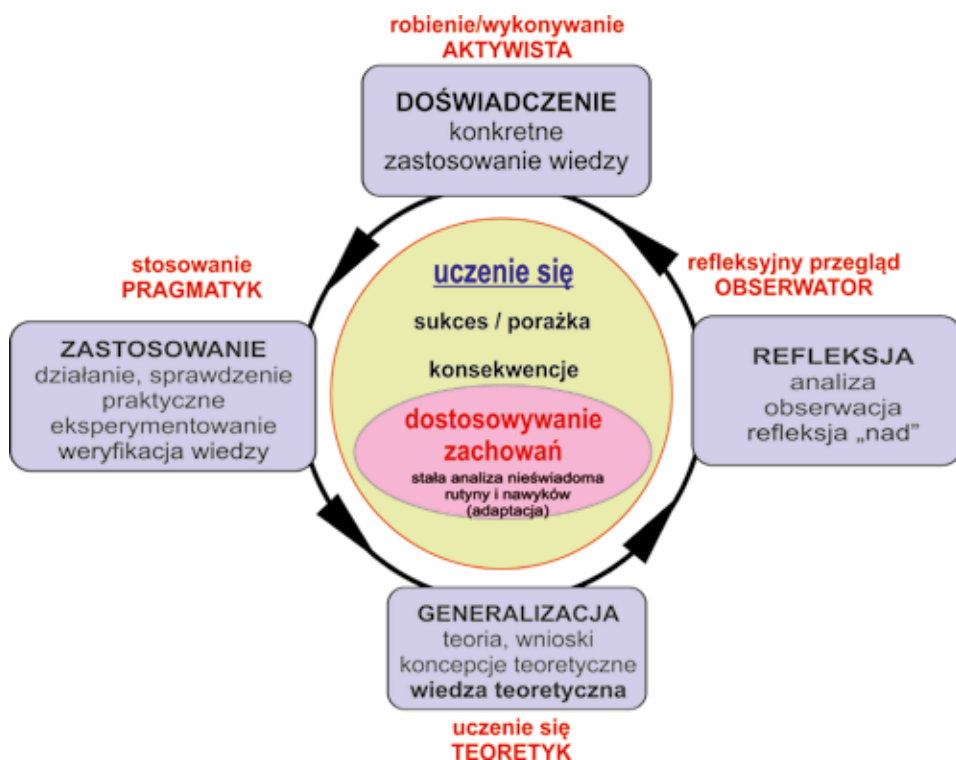 robienie/wykonywanie
AKTYWISTA
DOŚWIADCZENIE
konkretne
zastosowanie wiedzy
stosowanie
PRAGMATYK
ZASTOSOWANIE
działanie, sprawdzenie
praktyczne
eksperymentowanie
weryfikacja wiedzy
uczenie się
sukces / porażka
konsekwencje
dostosowywanie
zachowań
stała analiza nieświadoma
rutyny i nawyków
(adaptacja)
refleksyjny przegląd
OBSERWATOR
REFLEKSJA
analiza
obserwacja
refleksja „nad”
GENERALIZACJA
teoria, wnioski
koncepcje teoretyczne
wiedza teoretyczna
uczenie się
TEORETYK